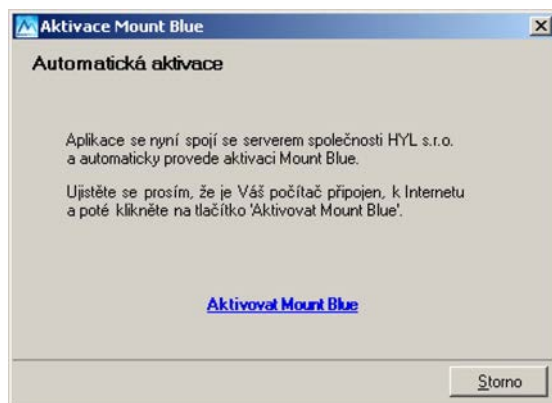 Aktivace Mount Blue
Automatická aktivace
Aplikace se nyní spojí se serverem společnosti HYL s.r.o.
a automaticky provede aktivaci Mount Blue.
Ujistěte se prosím, že je Váš počítač připojen, k Internetu
a poté klikněte na tlačítko 'Aktivovat Mount Blue'.
Aktivovat Mount Blue
Storno